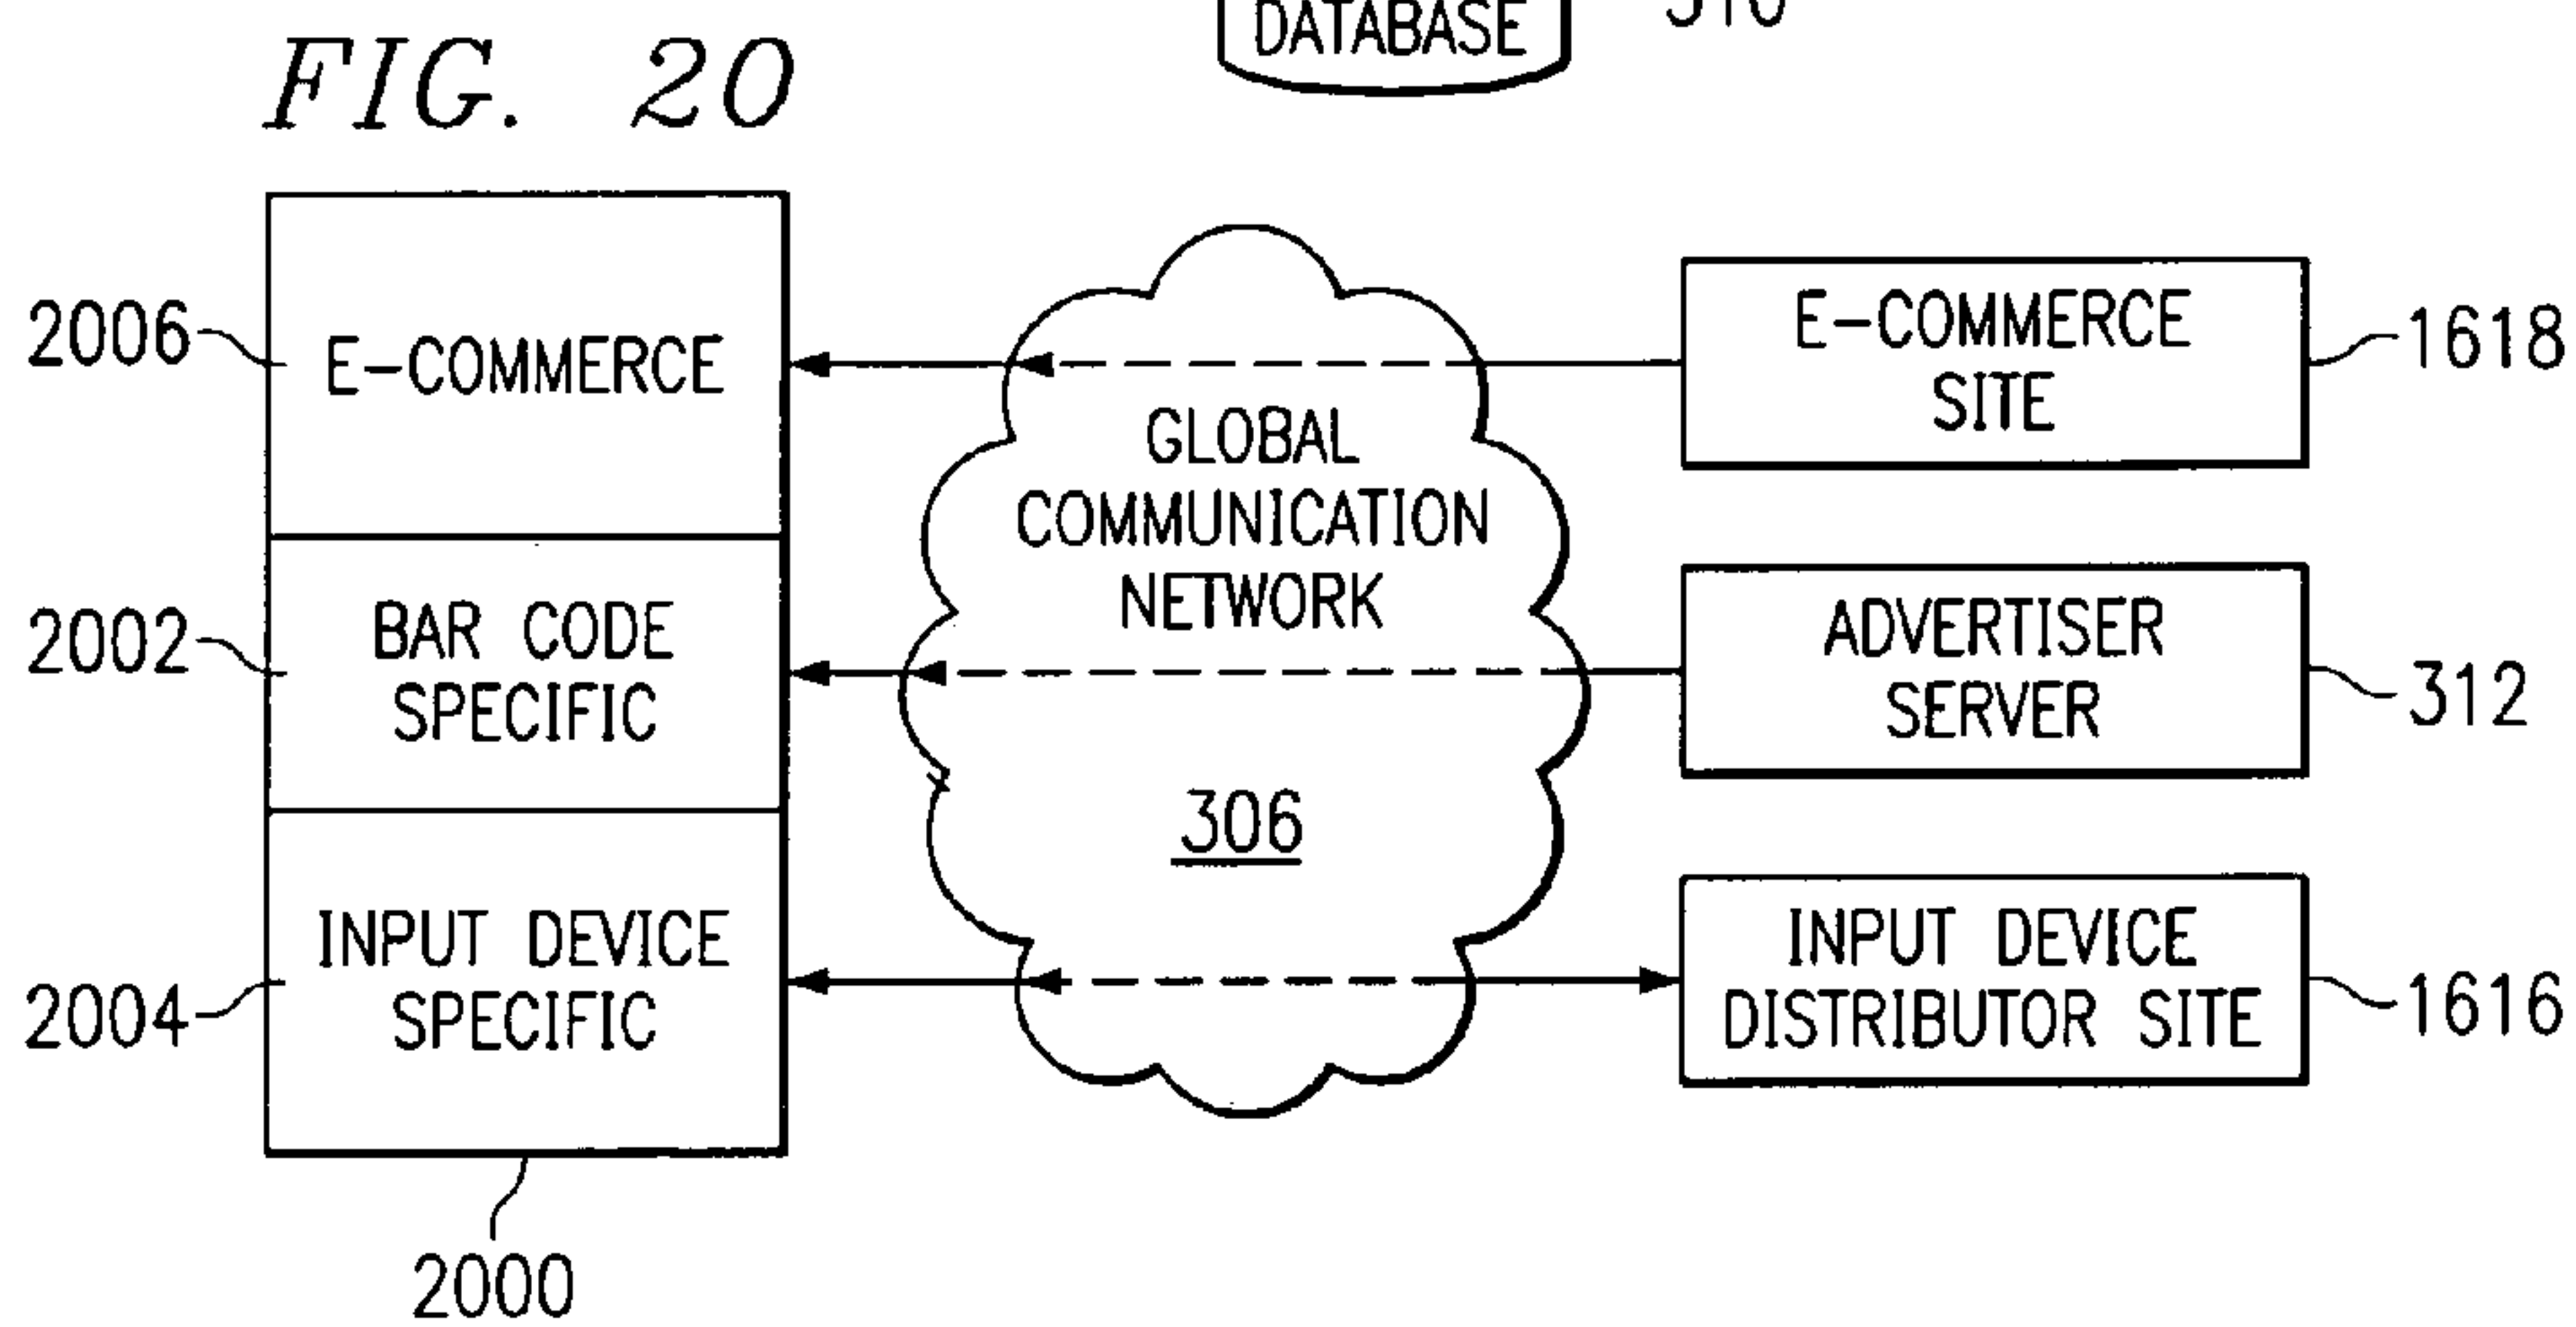 DATABASE
FIG. 20
2006
E-COMMERCE
E-COMMERCE
SITE
1618
GLOBAL
COMMUNICATION
NETWORK
2002
BAR CODE
SPECIFIC
ADVERTISER
SERVER
312
306
2004
INPUT DEVICE
SPECIFIC
INPUT DEVICE
DISTRIBUTOR SITE
1616
2000